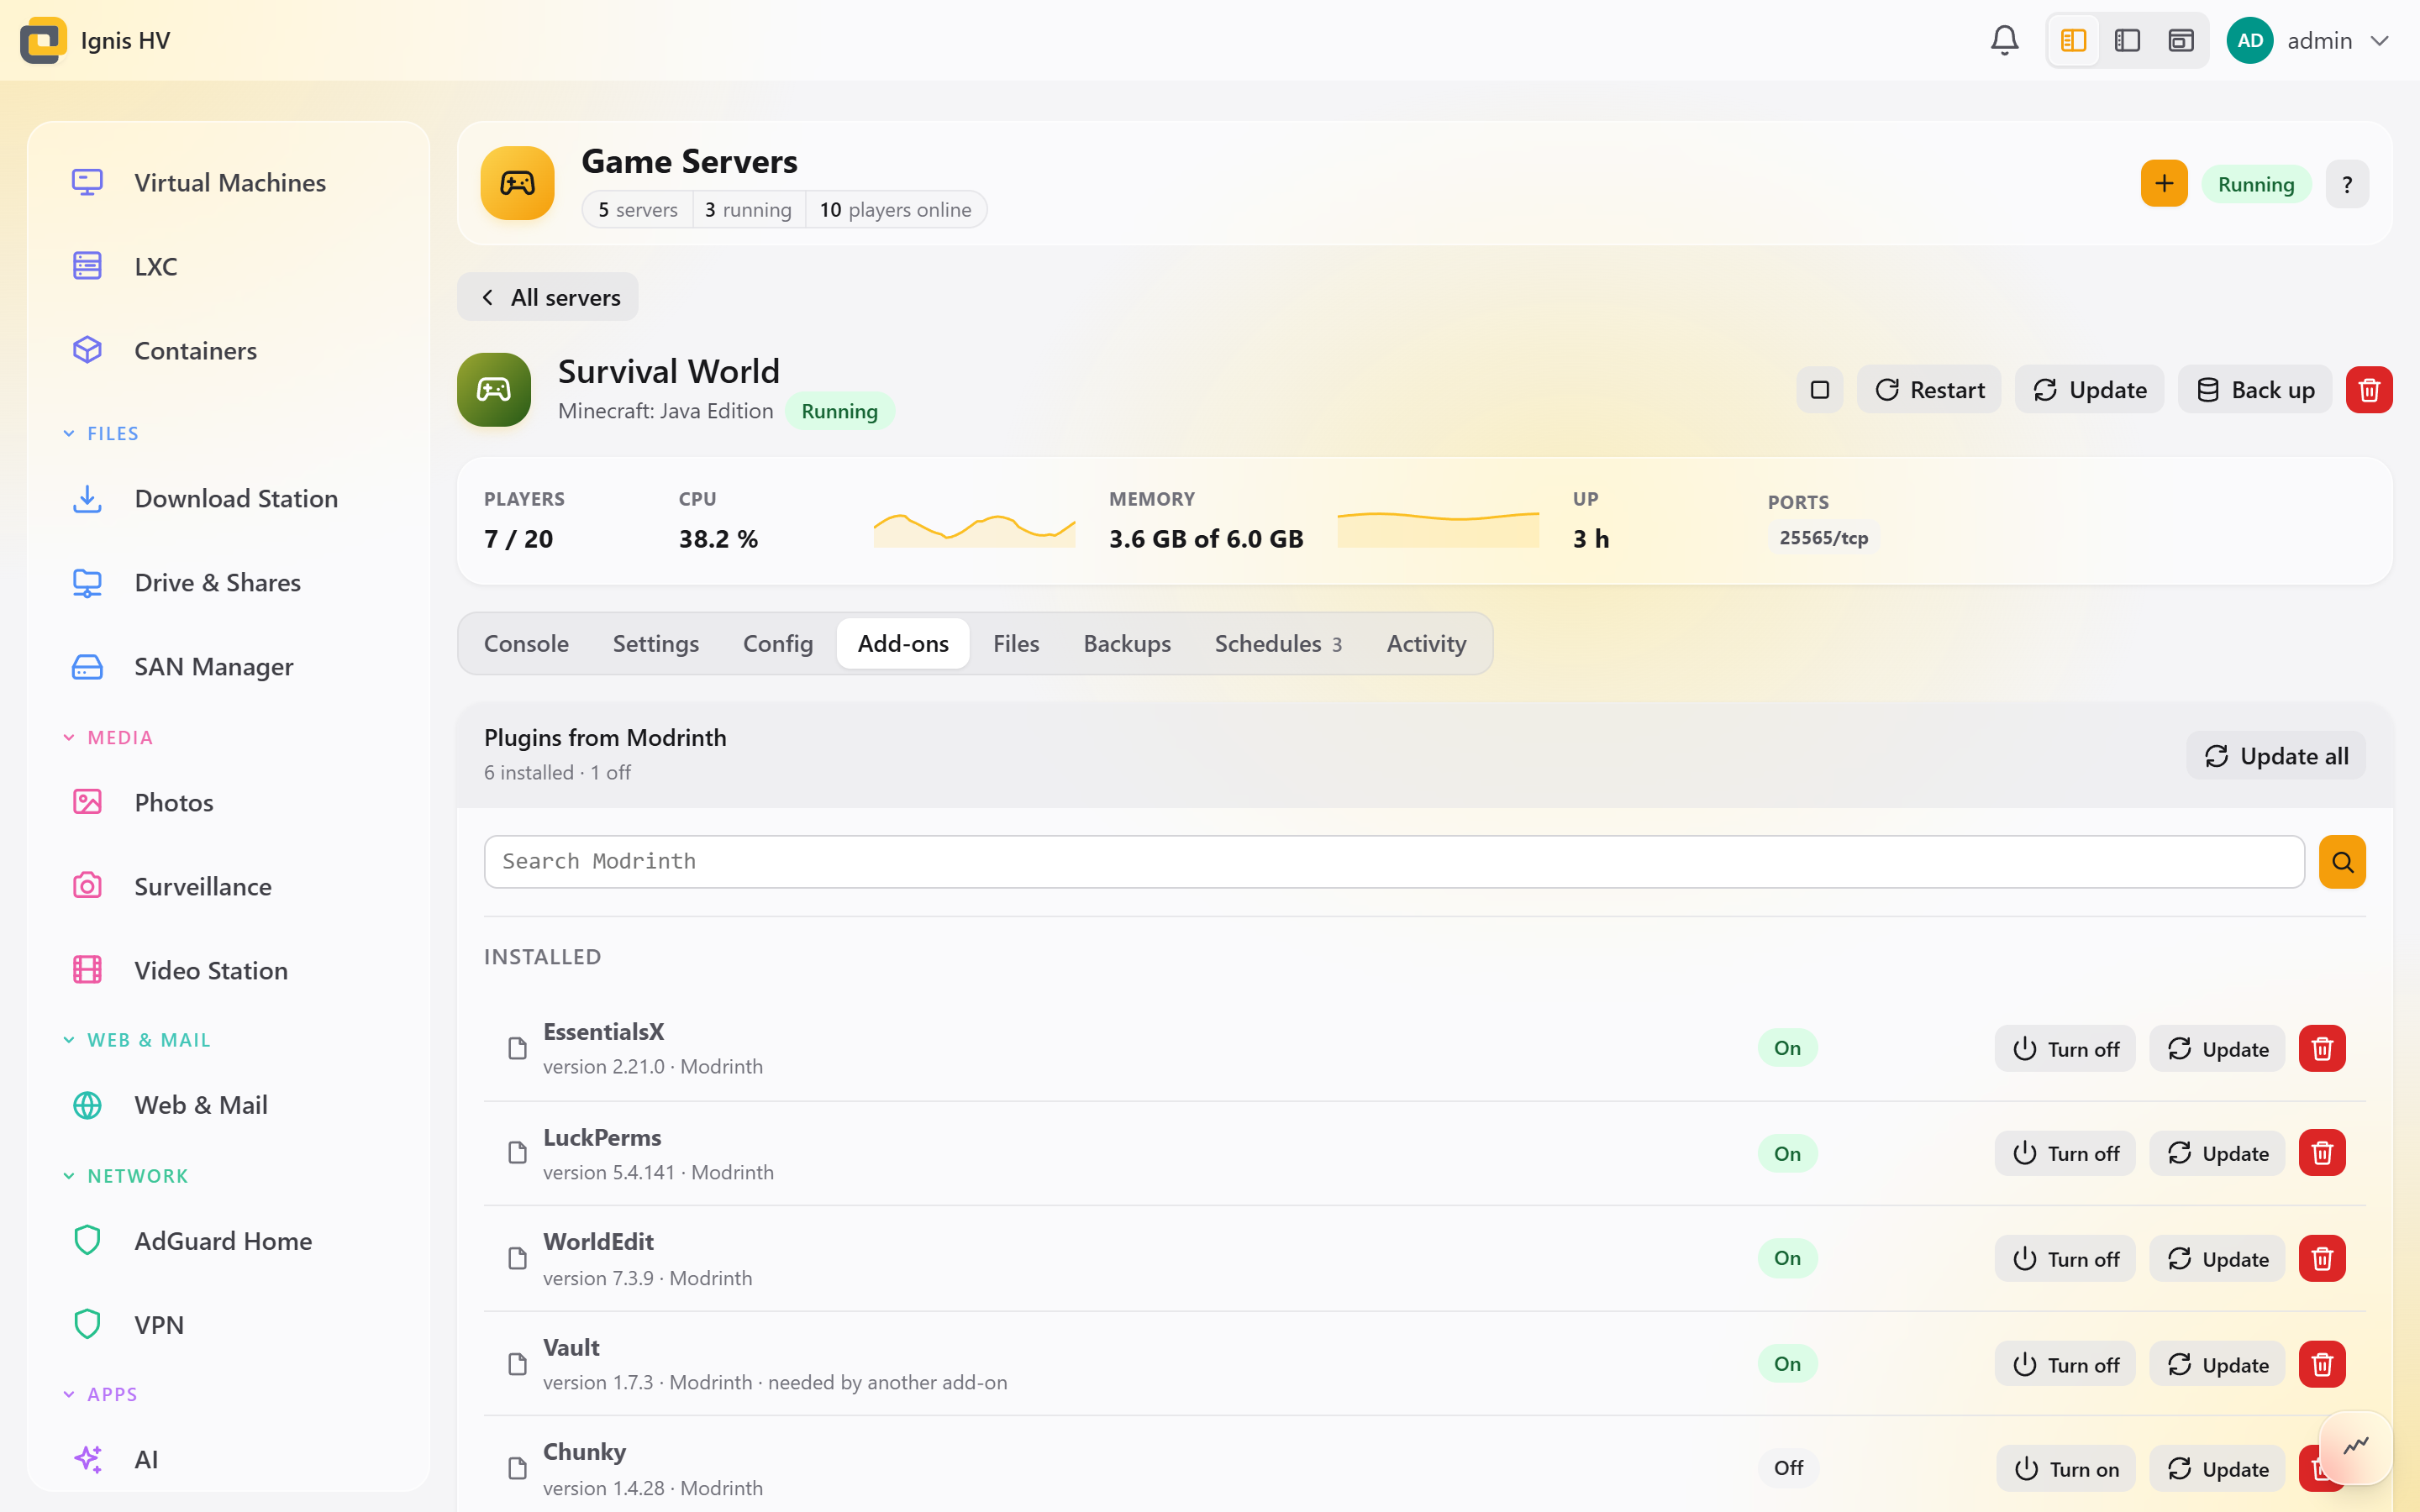 Ignis HV
AD admin
Virtual Machines
LXC
Containers
FILES
Download Station
Drive & Shares
SAN Manager
MEDIA
Photos
Surveillance
Video Station
WEB & MAIL
Web & Mail
NETWORK
AdGuard Home
VPN
APPS
AI
Game Servers
5 servers 3 running 10 players online
Running ?
All servers
Survival World
Minecraft: Java Edition Running
Restart Update Back up
PLAYERS CPU MEMORY UP PORTS
7 / 20 38.2 % 3.6 GB of 6.0 GB 3 h 25565/tcp
Console Settings Config Add-ons Files Backups Schedules 3 Activity
Plugins from Modrinth
6 installed · 1 off
Update all
Search Modrinth
INSTALLED
EssentialsX
version 2.21.0 · Modrinth
On Turn off Update
LuckPerms
version 5.4.141 · Modrinth
On Turn off Update
WorldEdit
version 7.3.9 · Modrinth
On Turn off Update
Vault
version 1.7.3 · Modrinth · needed by another add-on
On Turn off Update
Chunky
version 1.4.28 · Modrinth
Off Turn on Update